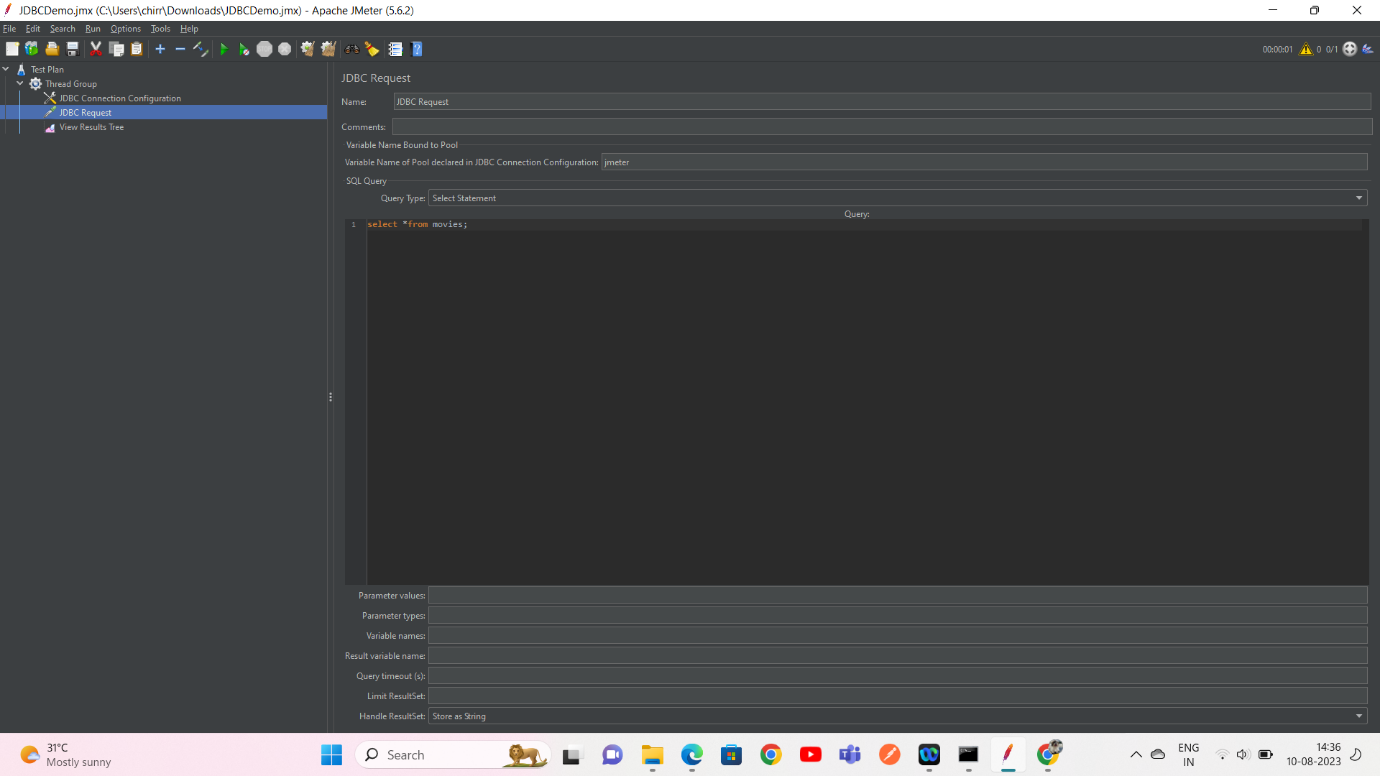 JDBCDemo.jmx (C:\Users\chirr\Downloads\JDBCDemo.jmx) - Apache JMeter (5.6.2)
File Edit Search Run Options Tools Help
00:00:01 0 0/1
Test Plan
Thread Group
JDBC Connection Configuration
JDBC Request
View Results Tree
JDBC Request
Name: JDBC Request
Comments:
Variable Name Bound to Pool
Variable Name of Pool declared in JDBC Connection Configuration: jmeter
SQL Query
Query Type: Select Statement
Query:
1 select *from movies;
Parameter values:
Parameter types:
Variable names:
Result variable name:
Query timeout (s):
Limit ResultSet:
Handle ResultSet: Store as String
31°C
Mostly sunny
Search
ENG
IN
14:36
10-08-2023